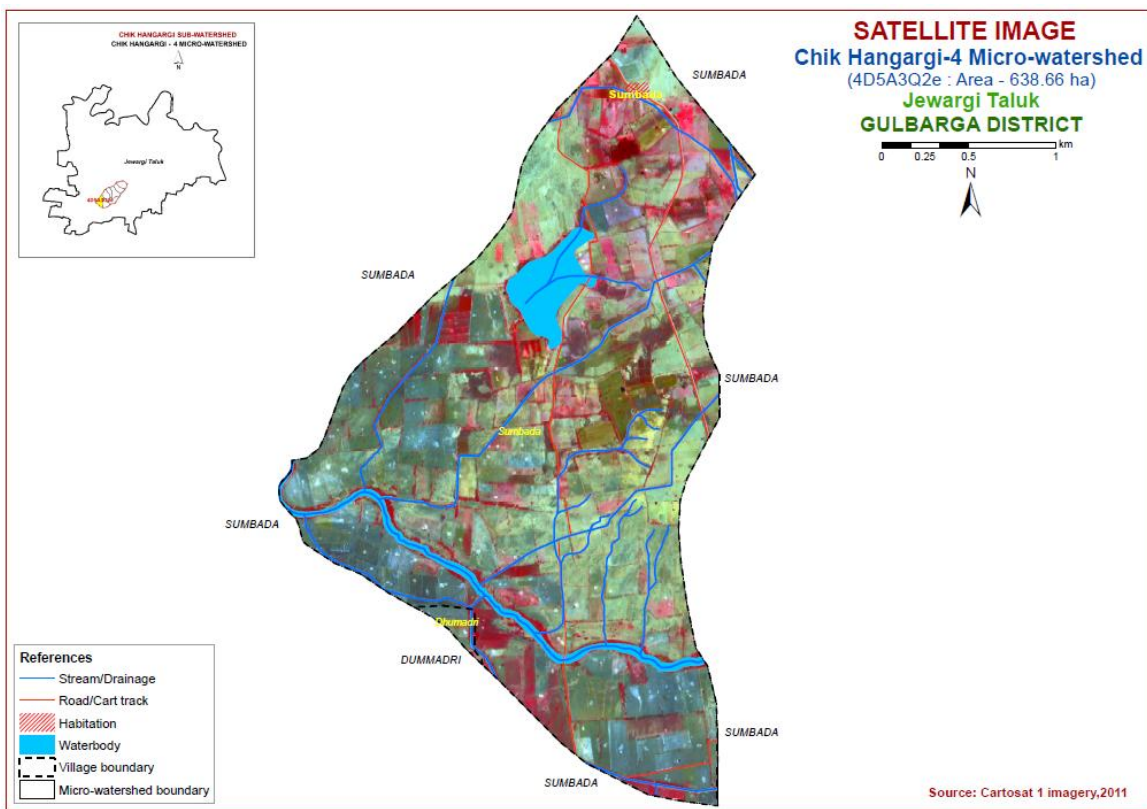 CHIK HANGARGI SUB-WATERSHED
CHIK HANGARGI - 4 MICRO-WATERSHED
N
Jewargi Taluk
SATELLITE IMAGE
Chik Hangargi-4 Micro-watershed
(4D5A3Q2e : Area - 638.66 ha)
Jewargi Taluk
GULBARGA DISTRICT
0 0.25 0.5 1 km
N
SUMBADA
Sumbada
SUMBADA
SUMBADA
Sumbada
SUMBADA
Dhumadri
DUMMADRI
SUMBADA
SUMBADA
References
Stream/Drainage
Road/Cart track
Habitation
Waterbody
Village boundary
Micro-watershed boundary
Source: Cartosat 1 imagery,2011